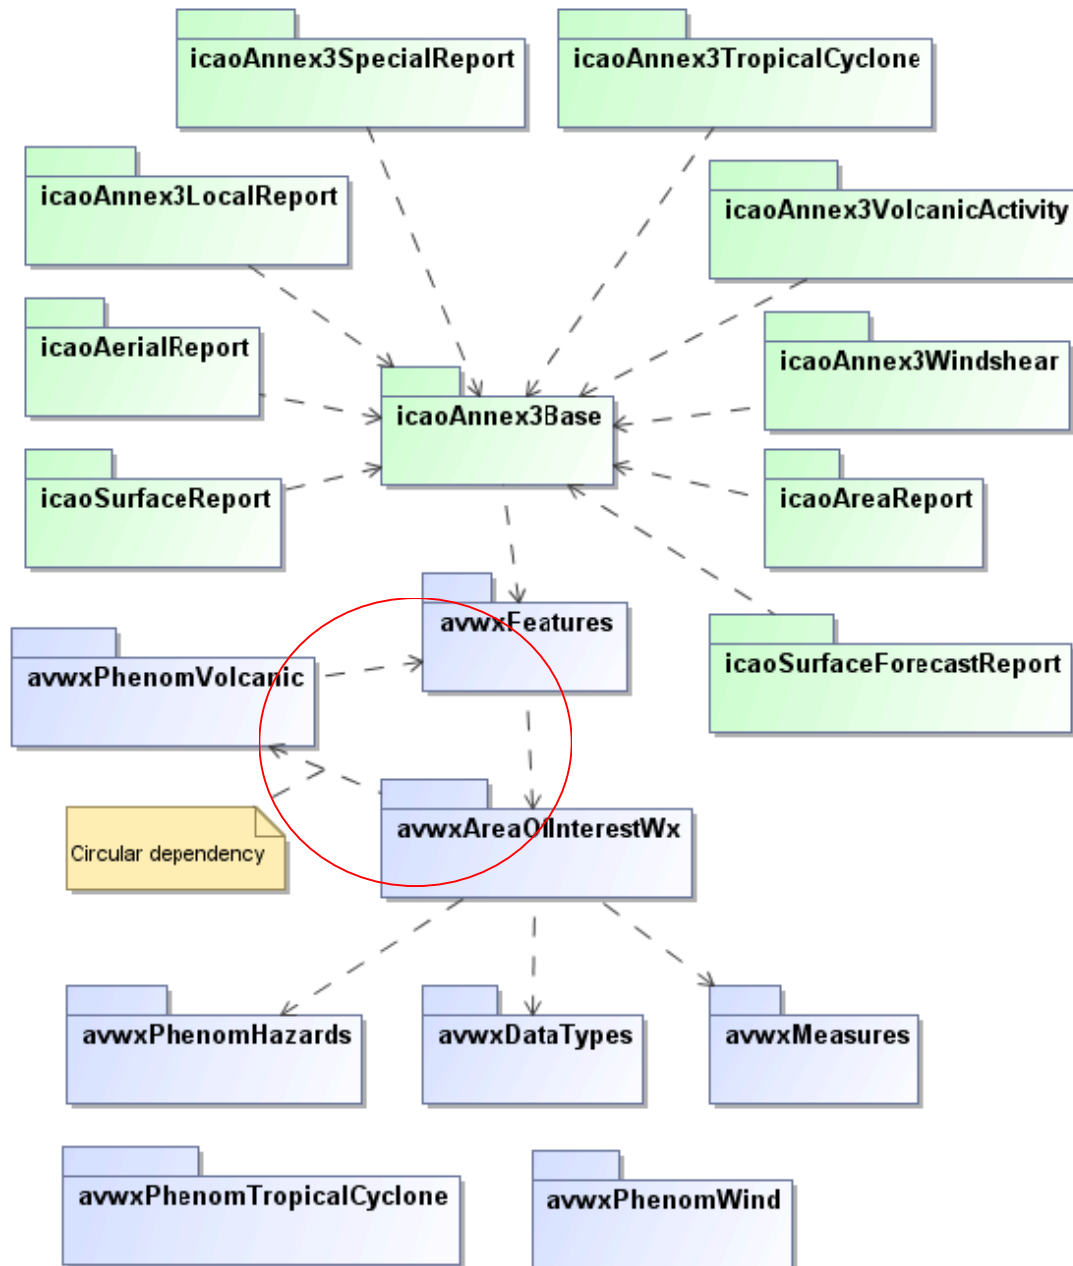 icaoAnnex3SpecialReport
icaoAnnex3TropicalCyclone
icaoAnnex3LocalReport
icaoAnnex3VolcanicActivity
icaoAerialReport
icaoAnnex3Windshear
icaoAnnex3Base
icaoSurfaceReport
icaoAreaReport
avwxFeatures
avwxPhenomVolcanic
icaoSurfaceForecastReport
avwxAreaOfInterestWx
Circular dependency
avwxPhenomHazards
avwxDataTypes
avwxMeasures
avwxPhenomTropicalCyclone
avwxPhenomWind